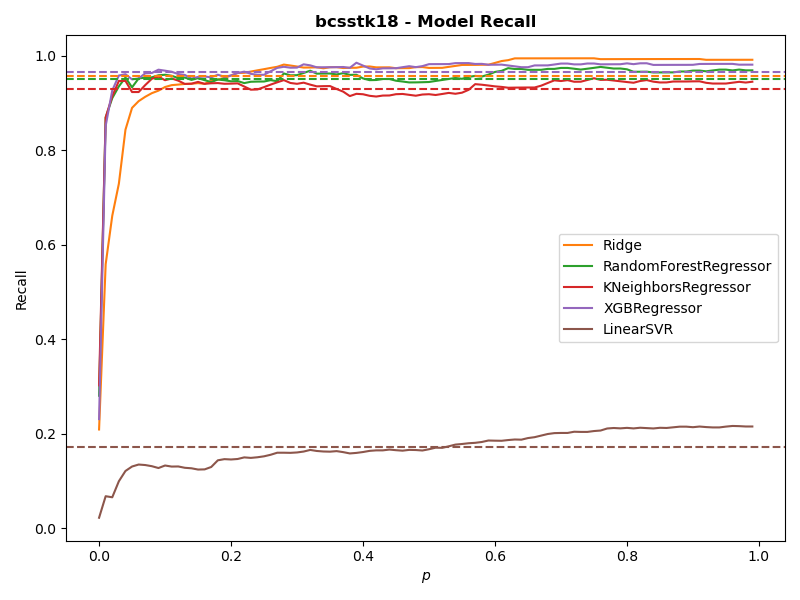 bcsstk18 - Model Recall
Recall
1.0
0.8
0.6
0.4
0.2
0.0
Ridge
RandomForestRegressor
KNeighborsRegressor
XGBRegressor
LinearSVR
0.0 0.2 0.4 0.6 0.8 1.0
p